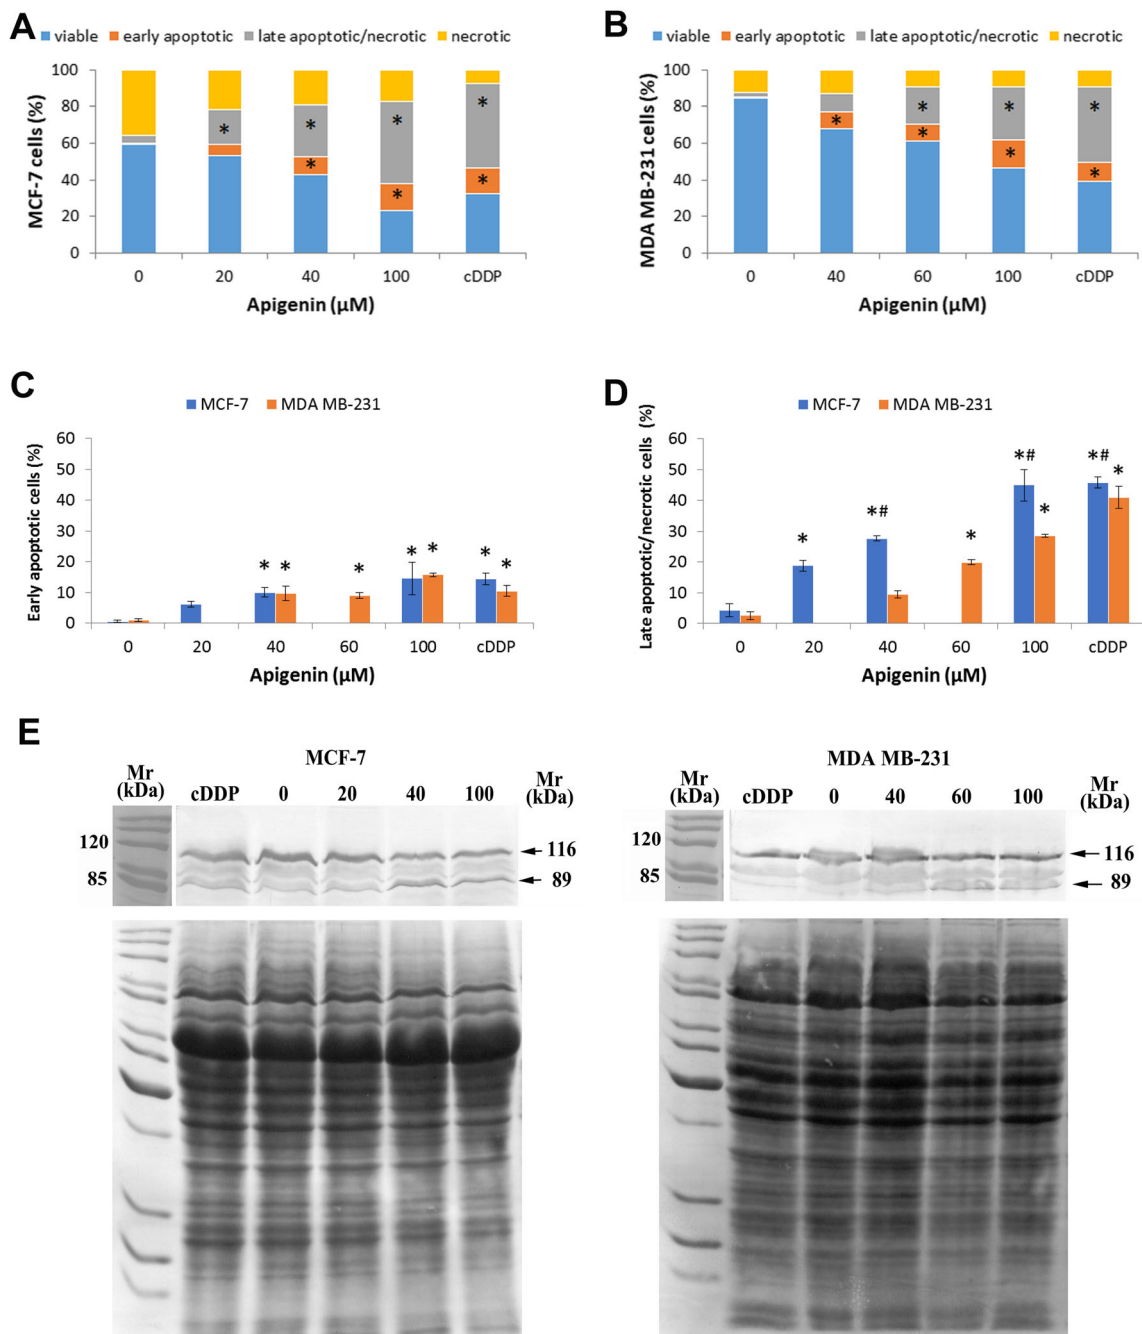 A
viable early apoptotic late apoptotic/necrotic necrotic
MCF-7 cells (%)
100
80
60
40
20
0
* * * * * * *
0 20 40 100 cDDP
Apigenin (μM)
B
viable early apoptotic late apoptotic/necrotic necrotic
MDA MB-231 cells (%)
100
80
60
40
20
0
* * * * * * *
0 40 60 100 cDDP
Apigenin (μM)
C
MCF-7 MDA MB-231
Early apoptotic cells (%)
60
50
40
30
20
10
0
* * * * * * *
0 20 40 60 100 cDDP
Apigenin (μM)
D
MCF-7 MDA MB-231
Late apoptotic/necrotic cells (%)
60
50
40
30
20
10
0
* *# * *# * *# *
0 20 40 60 100 cDDP
Apigenin (μM)
E
MCF-7
Mr (kDa)
cDDP 0 20 40 100
Mr (kDa)
120
85
116
89
MDA MB-231
Mr (kDa)
cDDP 0 40 60 100
Mr (kDa)
120
85
116
89